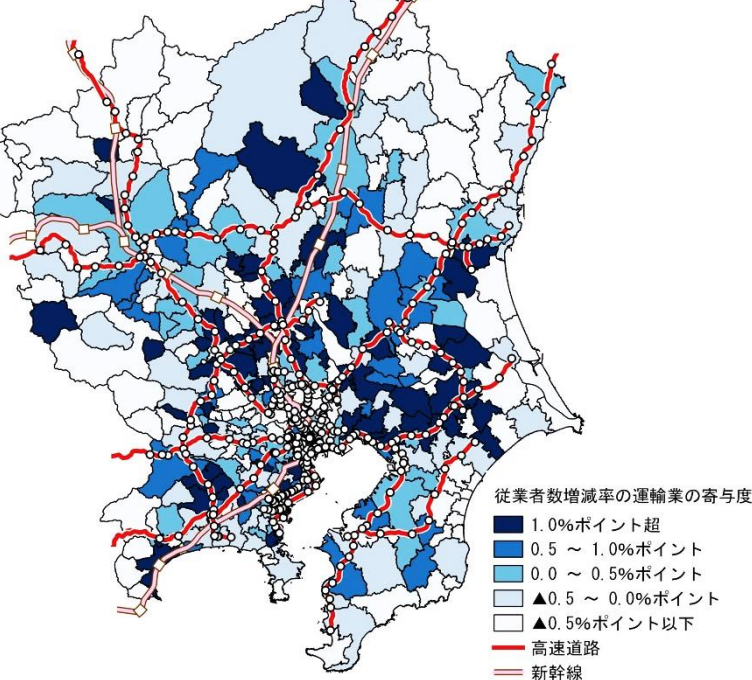 従業者数増減率の運輸業の寄与度
1.0%ポイント超
0.5 ～ 1.0%ポイント
0.0 ～ 0.5%ポイント
▲0.5 ～ 0.0%ポイント
▲0.5%ポイント以下
高速道路
新幹線